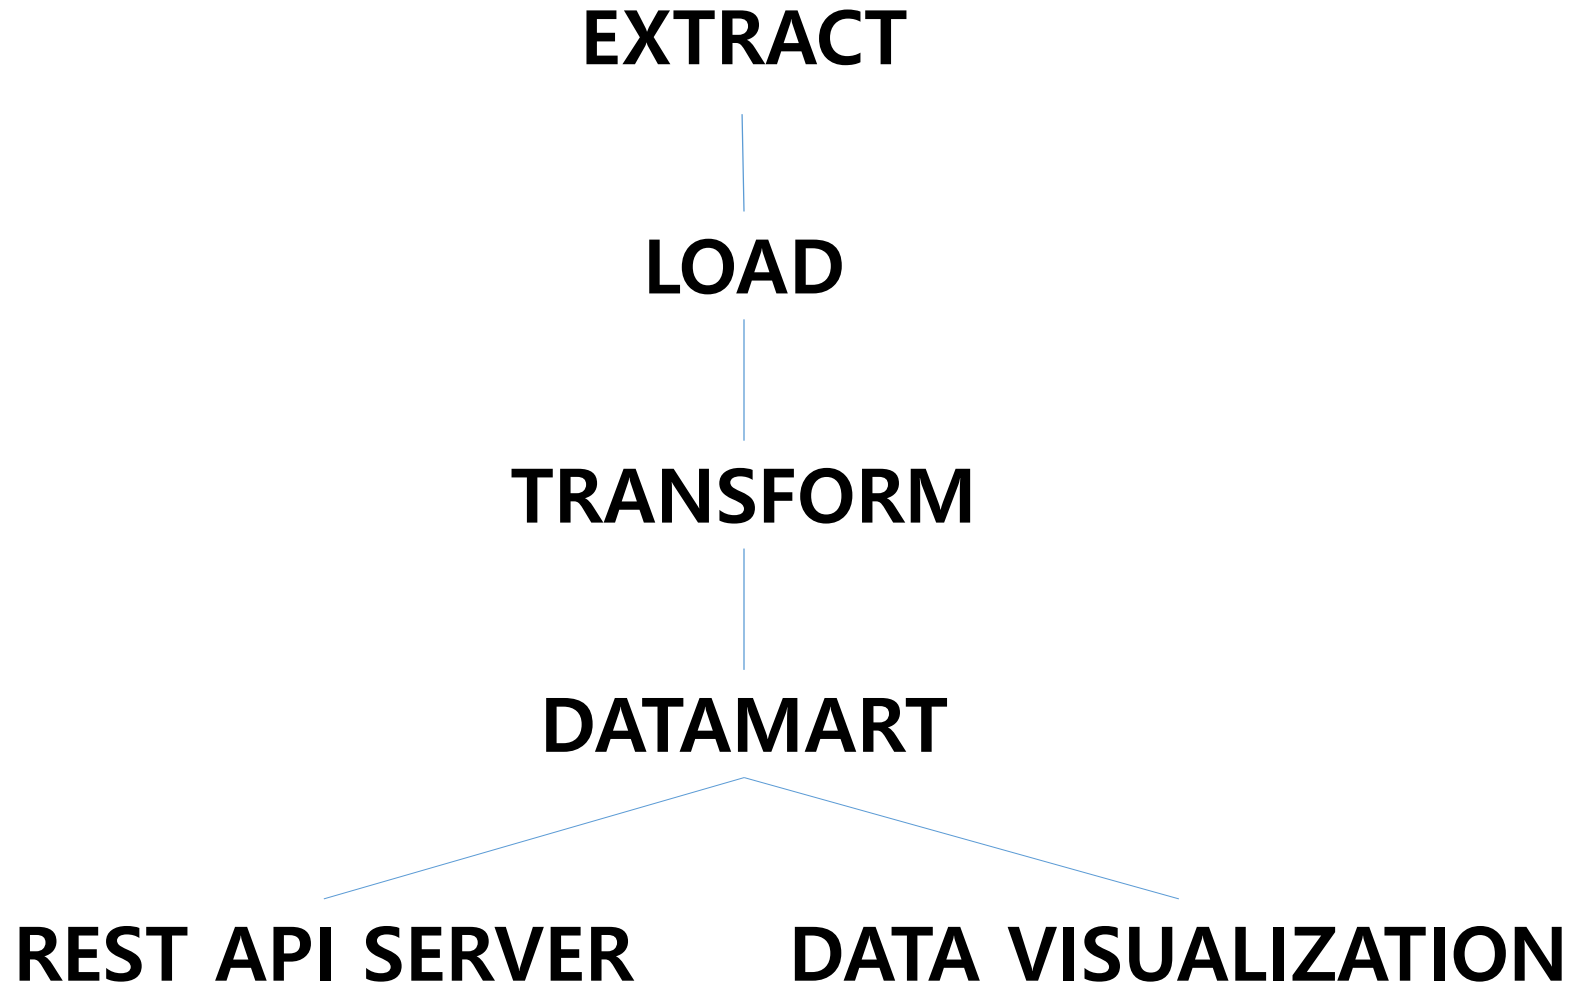 EXTRACT
LOAD
TRANSFORM
DATAMART
REST API SERVER
DATA VISUALIZATION